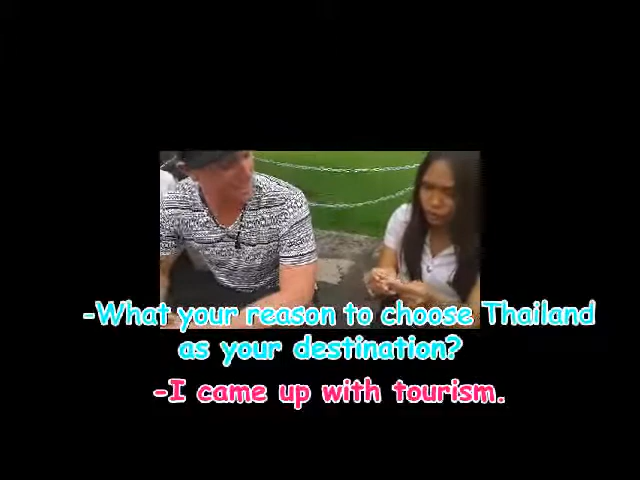 -What your reason to choose Thailand
as your destination?
-I came up with tourism.